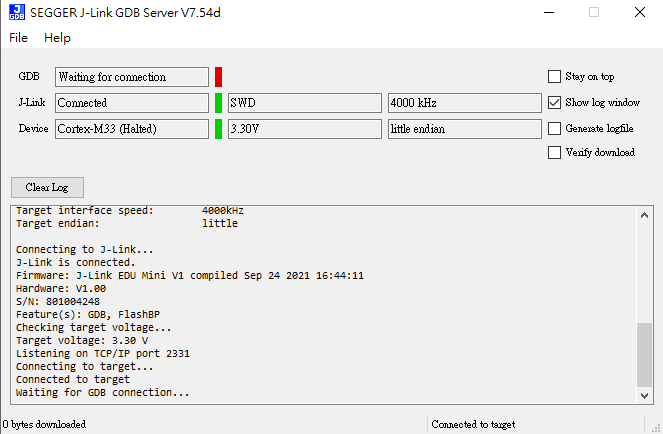 SEGGER J-Link GDB Server V7.54d
File Help
GDB Waiting for connection Stay on top
J-Link Connected SWD 4000 kHz Show log window
Device Cortex-M33 (Halted) 3.30V little endian Generate logfile
Verify download
Clear Log
Target interface speed: 4000kHz
Target endian: little
Connecting to J-Link...
J-Link is connected.
Firmware: J-Link EDU Mini V1 compiled Sep 24 2021 16:44:11
Hardware: V1.00
S/N: 801004248
Feature(s): GDB, FlashBP
Checking target voltage...
Target voltage: 3.30 V
Listening on TCP/IP port 2331
Connecting to target...
Connected to target
Waiting for GDB connection...
0 bytes downloaded Connected to target